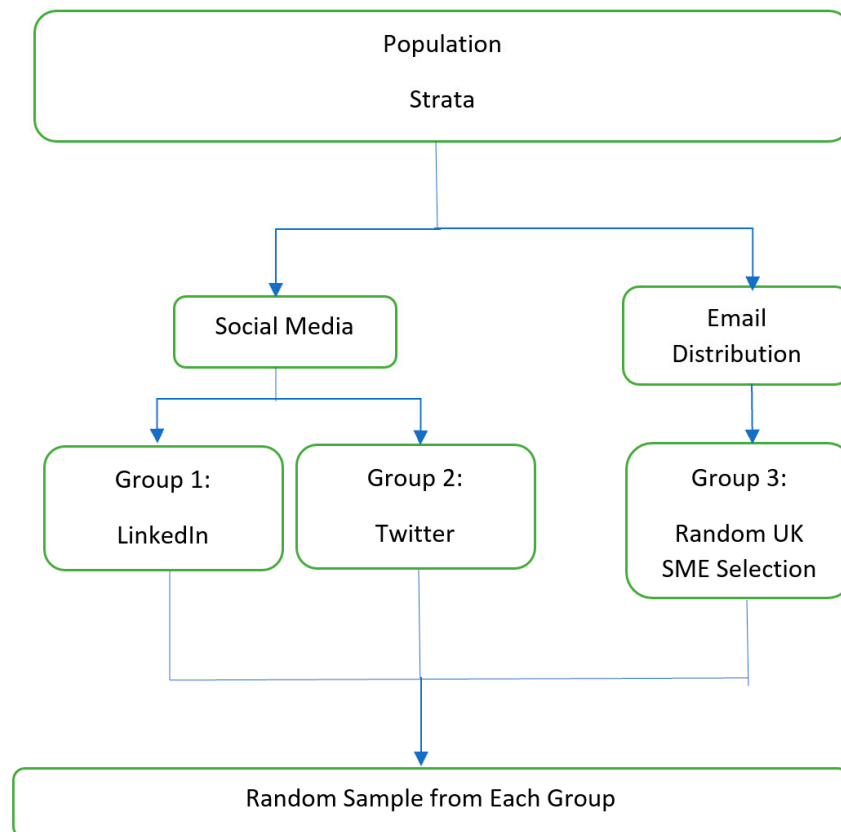 Population
Strata
Social Media
Email
Distribution
Group 1:
LinkedIn
Group 2:
Twitter
Group 3:
Random UK
SME Selection
Random Sample from Each Group